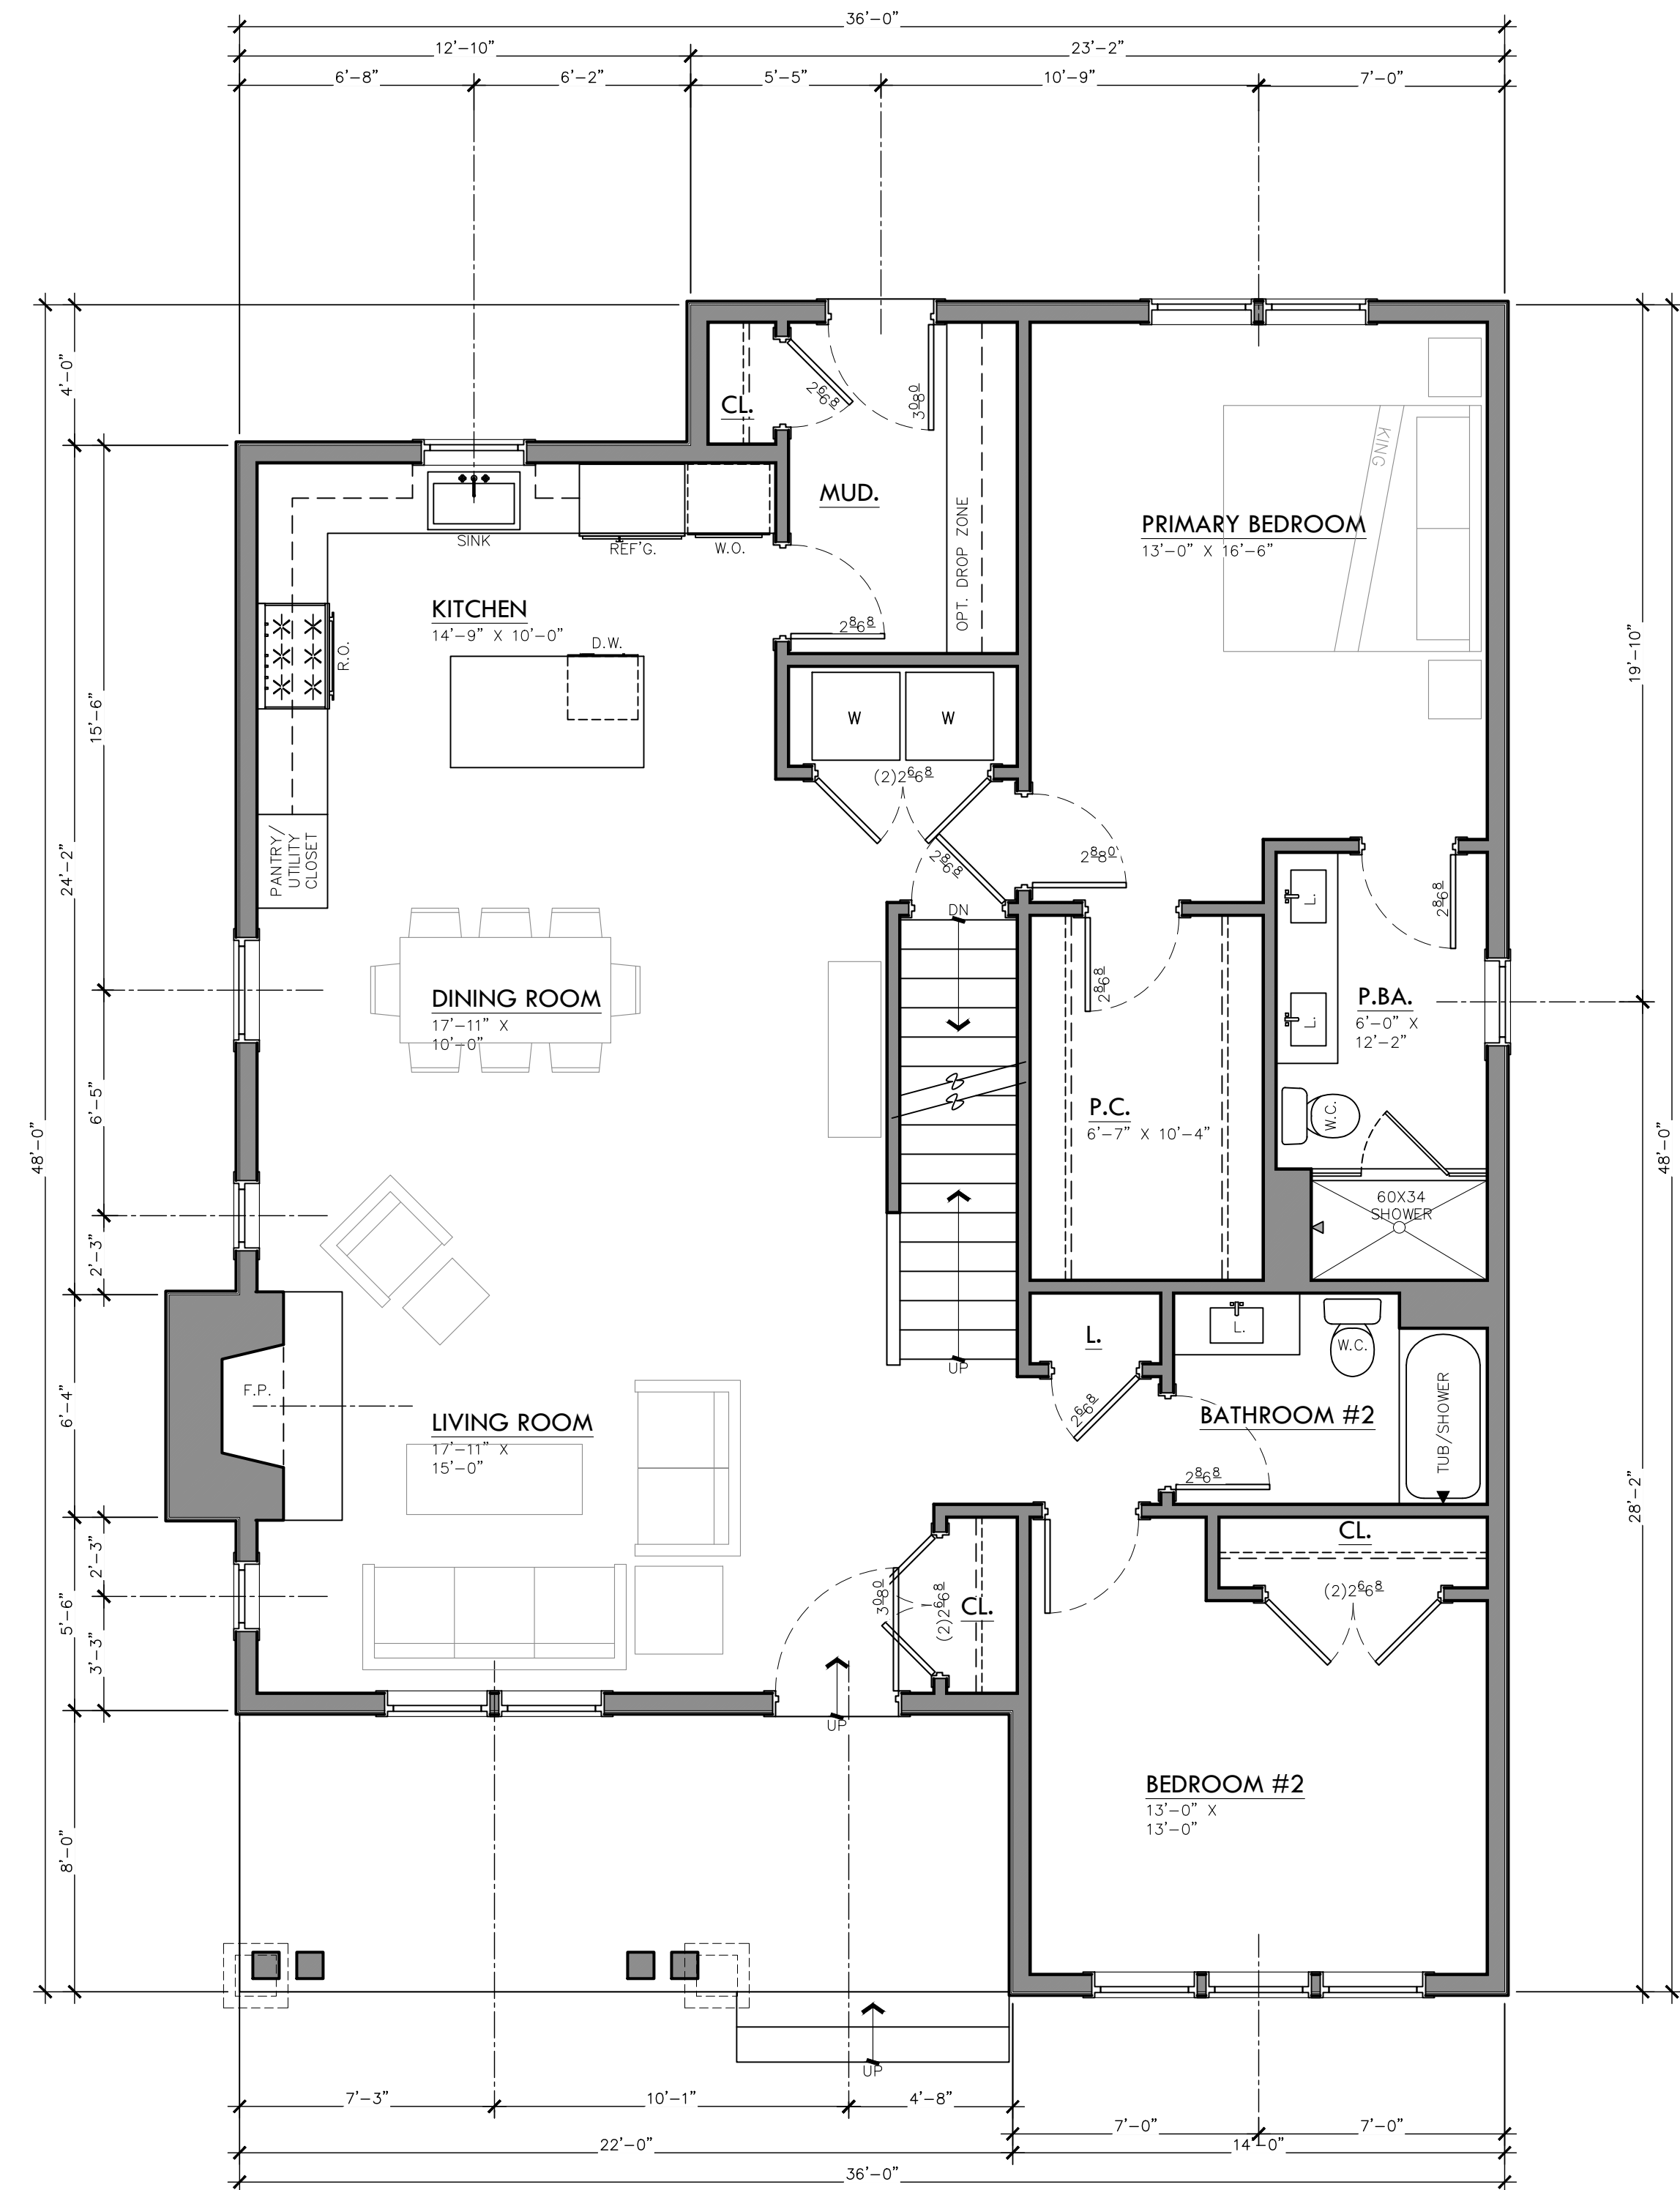 36'-0"
12'-10"
23'-2"
6'-8"
6'-2"
5'-5"
10'-9"
7'-0"
4'-0"
CL.
2⁶6⁸
3⁰8⁰
MUD.
OPT. DROP ZONE
KING
PRIMARY BEDROOM
13'-0" X 16'-6"
SINK
REF'G.
W.O.
KITCHEN
14'-9" X 10'-0"
D.W.
R.O.
2⁸6⁸
19'-10"
15'-6"
W
W
(2)2⁶6⁸
PANTRY/
UTILITY
CLOSET
2⁸6⁸
2⁸8⁰
24'-2"
DN
2⁸6⁸
L.
2⁸6⁸
DINING ROOM
17'-11" X
10'-0"
L.
P.BA.
6'-0" X
12'-2"
6'-5"
P.C.
6'-7" X 10'-4"
W.C.
48'-0"
48'-0"
60X34
SHOWER
2'-3"
L.
L.
W.C.
UP
F.P.
6'-4"
LIVING ROOM
17'-11" X
15'-0"
2⁶6⁸
BATHROOM #2
TUB/SHOWER
2⁸6⁸
28'-2"
CL.
2'-3"
5'-6"
3'-3"
3⁰8⁰
(2)2⁶6⁸
CL.
(2)2⁶6⁸
UP
BEDROOM #2
13'-0" X
13'-0"
8'-0"
UP
7'-3"
10'-1"
4'-8"
7'-0"
7'-0"
22'-0"
14'-0"
36'-0"